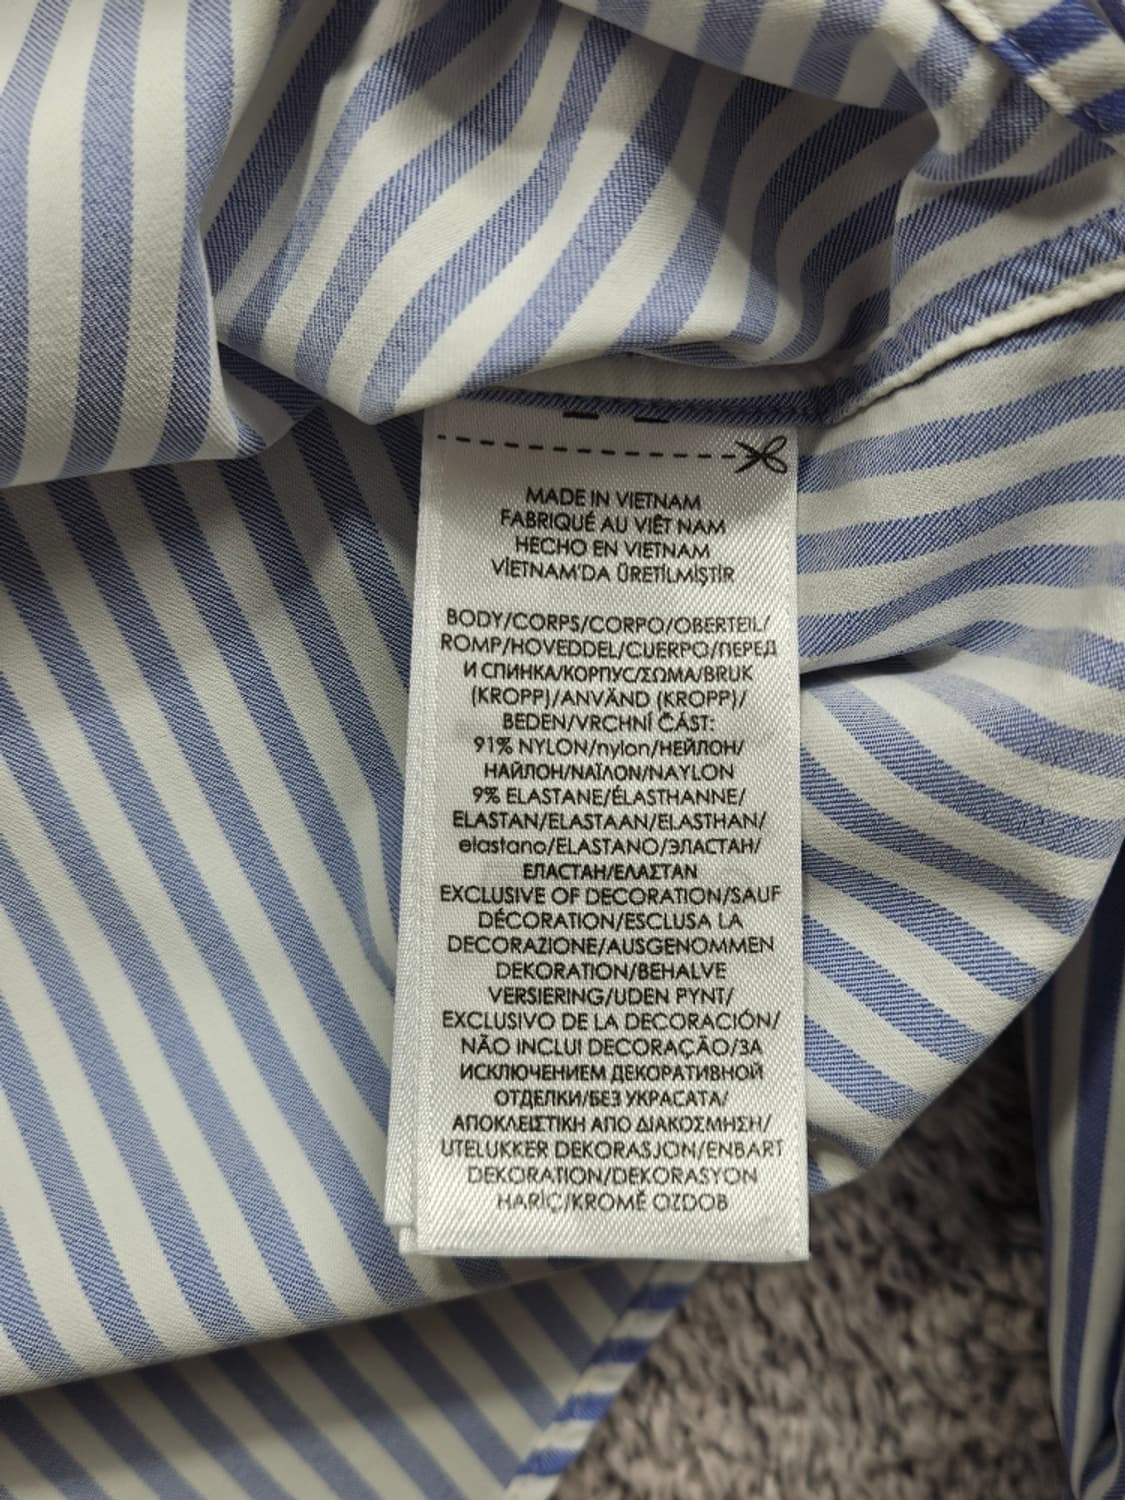 MADE IN VIETNAM
FABRIQUÉ AU VIÊT NAM
HECHO EN VIETNAM
VİETNAM'DA ÜRETİLMİŞTİR
BODY/CORPS/CORPO/OBERTEIL/
ROMP/HOVEDDEL/CUERPO/ПЕРЕД
И СПИНКА/КОРПУС/ΣΩΜΑ/BRUK
(KROPP)/ANVÄND (KROPP)/
BEDEN/VRCHNÍ ČÁST:
91% NYLON/nylon/НЕЙЛОН/
НАЙЛОН/ΝΑΪΛΟΝ/NAYLON
9% ELASTANE/ÉLASTHANNE/
ELASTAN/ELASTAAN/ELASTHAN/
elastano/ELASTANO/ЭЛАСТАН/
ЕЛАСТАН/ΕΛΑΣΤΑΝ
EXCLUSIVE OF DECORATION/SAUF
DÉCORATION/ESCLUSA LA
DECORAZIONE/AUSGENOMMEN
DEKORATION/BEHALVE
VERSIERING/UDEN PYNT/
EXCLUSIVO DE LA DECORACIÓN/
NÃO INCLUI DECORAÇÃO/ЗА
ИСКЛЮЧЕНИЕМ ДЕКОРАТИВНОЙ
ОТДЕЛКИ/БЕЗ УКРАСАТА/
ΑΠΟΚΛΕΙΣΤΙΚΗ ΑΠΟ ΔΙΑΚΟΣΜΗΣΗ/
UTELUKKER DEKORASJON/ENBART
DEKORATION/DEKORASYON
HARİÇ/KROMĚ OZDOB